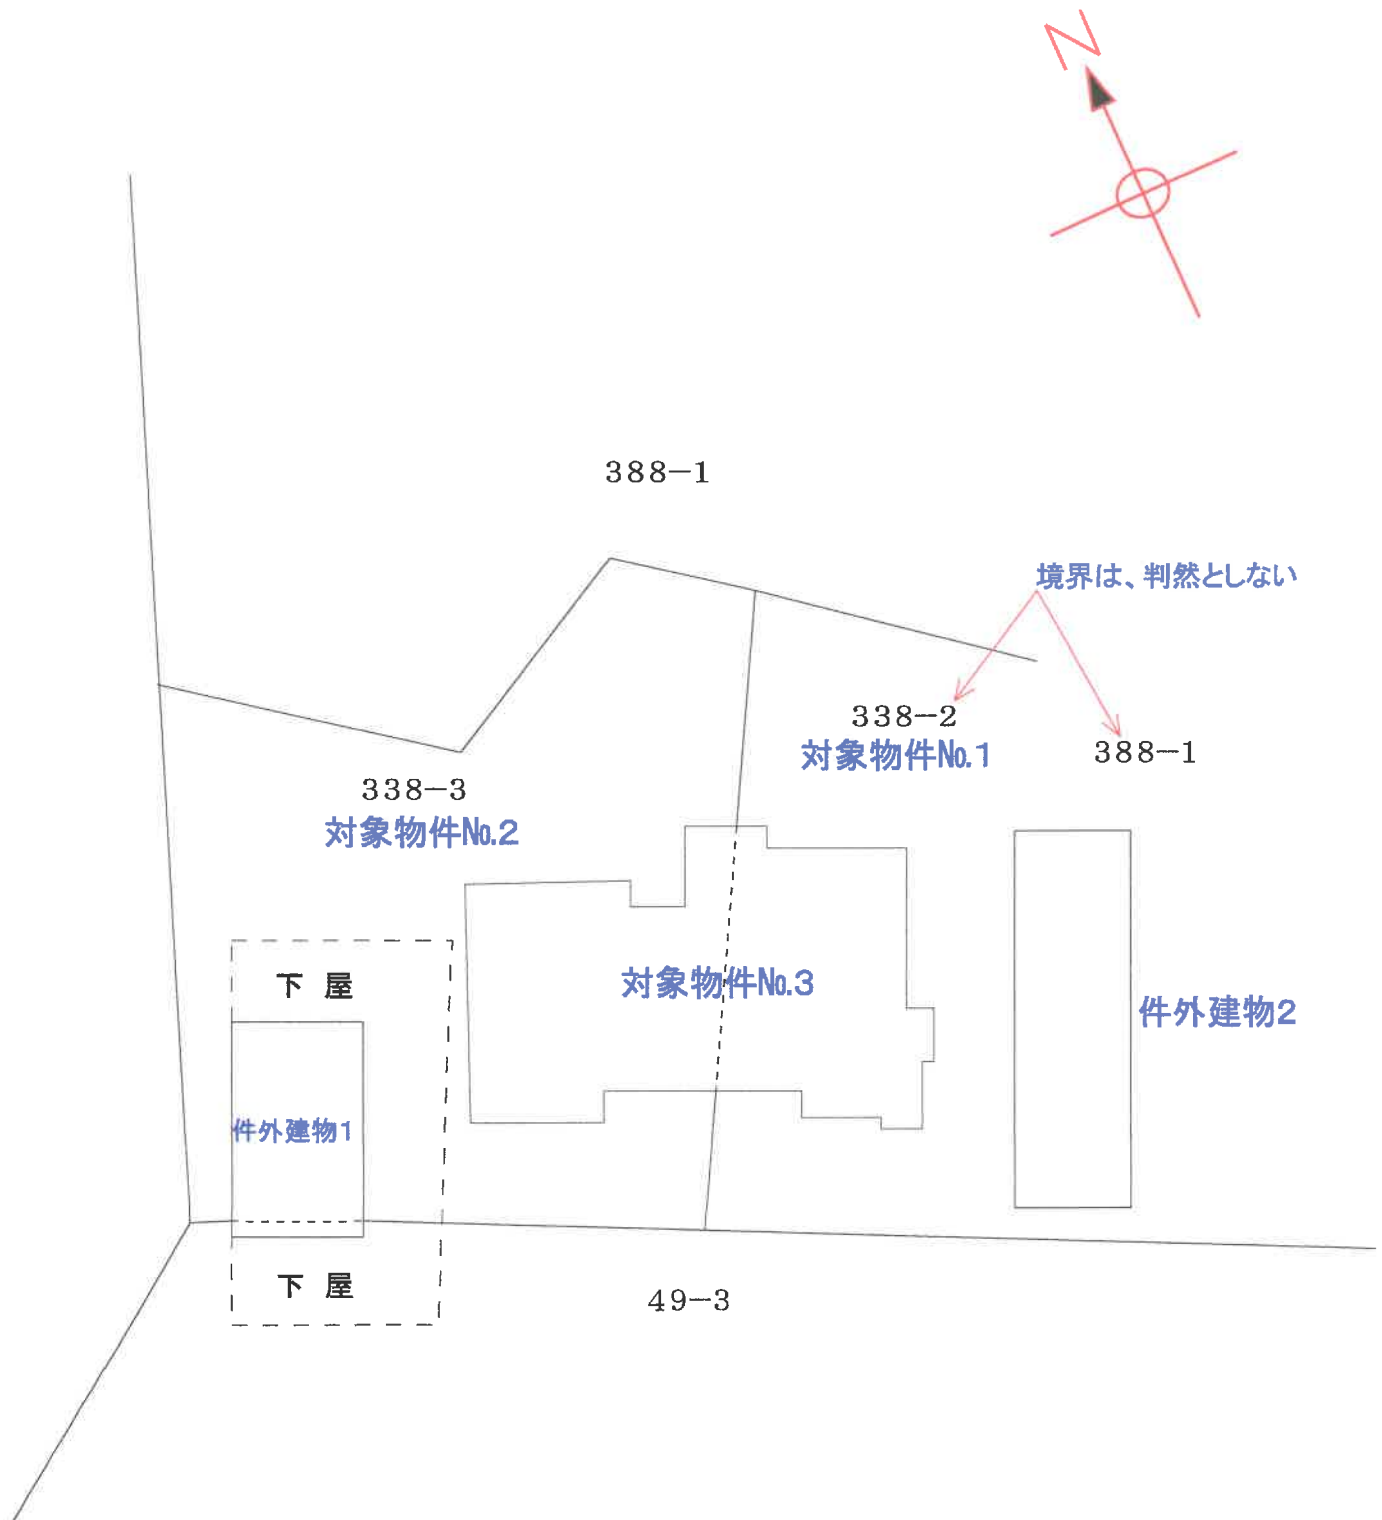 N
388-1
境界は、判然としない
338-2
対象物件№1
388-1
338-3
対象物件№2
下 屋
対象物件№3
件外建物2
件外建物1
下 屋
49-3